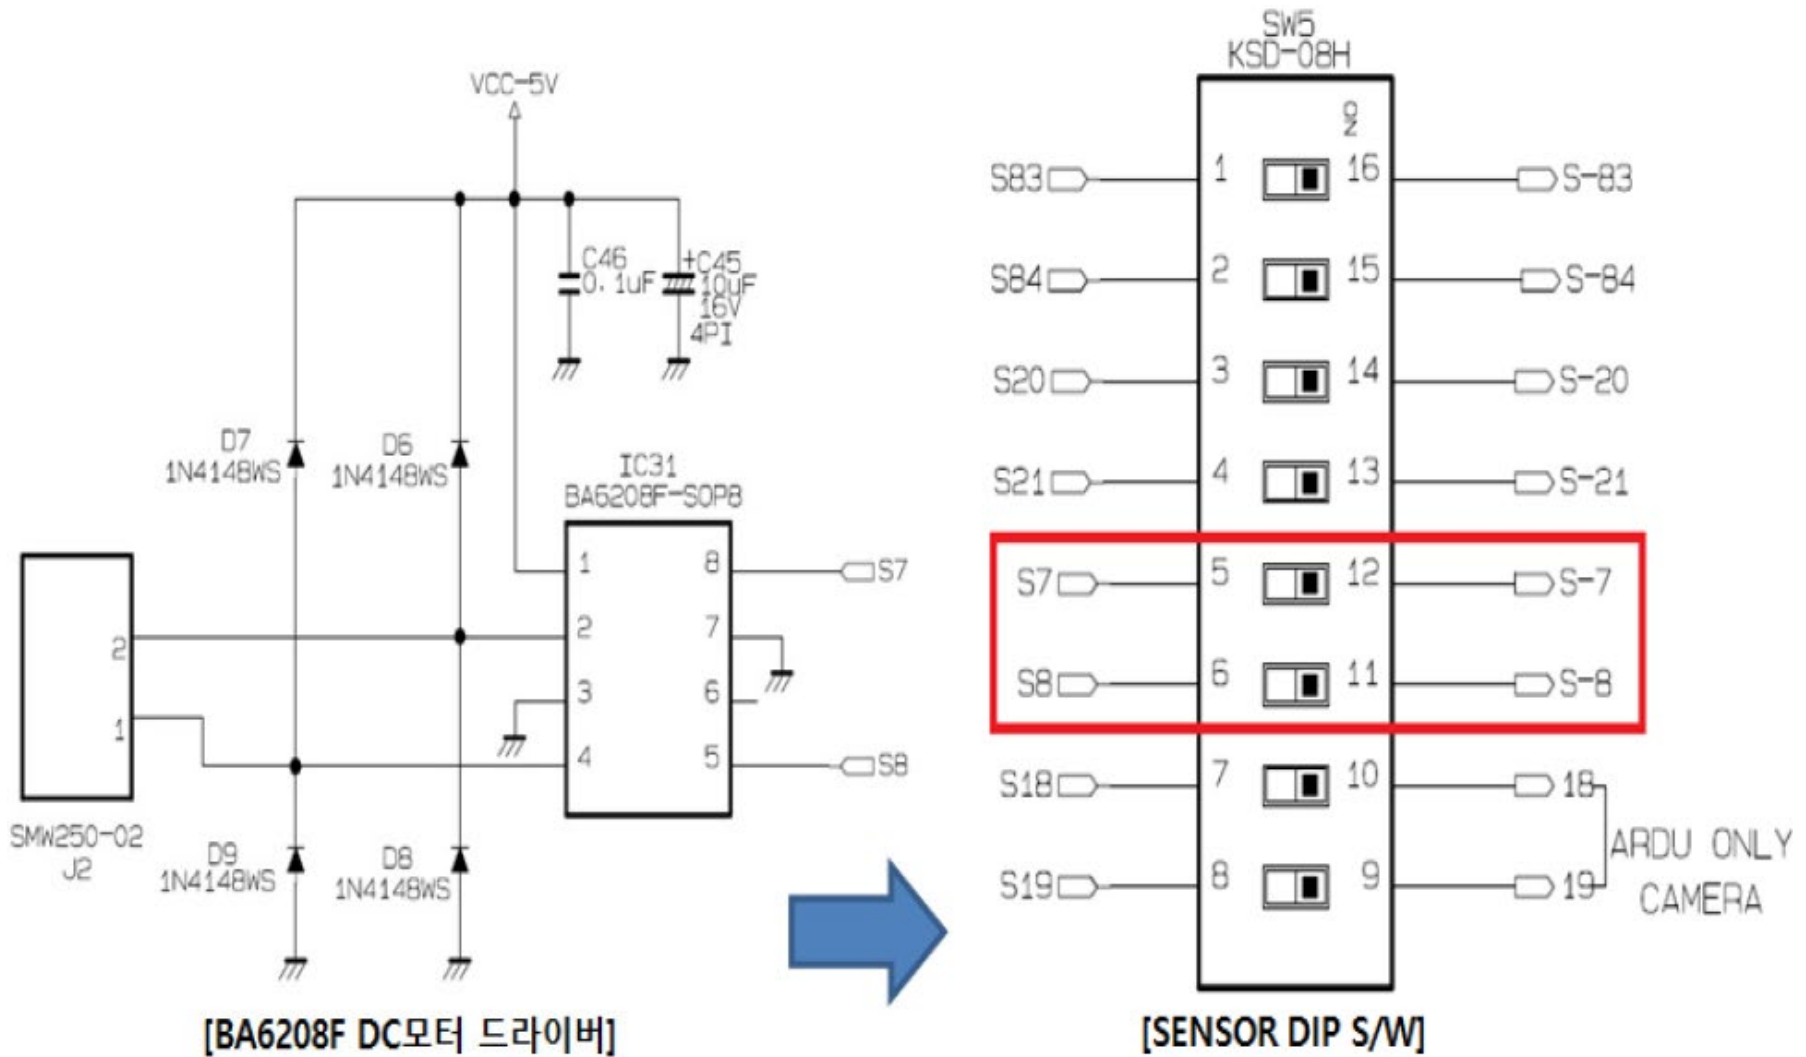 VCC-5V
C46
0.1uF
+C45
10uF
16V
4PI
D7
1N4148WS
D6
1N4148WS
IC31
BA6208F-SOP8
1
8
S7
2
2
7
3
6
1
4
5
S8
SMW250-02
J2
D9
1N4148WS
D8
1N4148WS
[BA6208F DC모터 드라이버]
SW5
KSD-08H
ON
S83 1 16 S-83
S84 2 15 S-84
S20 3 14 S-20
S21 4 13 S-21
S7 5 12 S-7
S8 6 11 S-8
S18 7 10 18
S19 8 9 19
ARDU ONLY
CAMERA
[SENSOR DIP S/W]